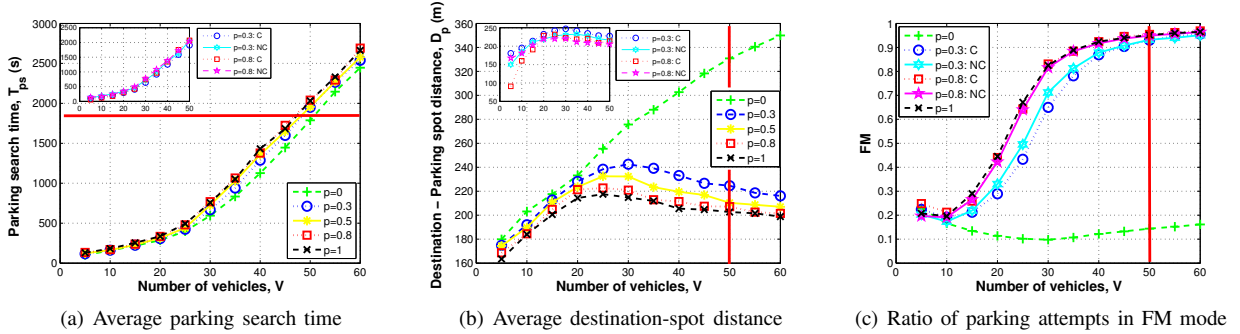 3000
2500
2000
1500
1000
500
0
0 10 20 30 40 50 60
Parking search time, T_ps (s)
Number of vehicles, V
2500
2000
1500
1000
500
0
0 10 20 30 40 50
p=0.3: C
p=0.3: NC
p=0.8: C
p=0.8: NC
p=0
p=0.3
p=0.5
p=0.8
p=1
(a) Average parking search time
360
340
320
300
280
260
240
220
200
180
160
0 10 20 30 40 50 60
Destination − Parking spot distance, D_p (m)
Number of vehicles, V
250
200
150
100
50
0 10 20 30 40 50
p=0.3: C
p=0.3: NC
p=0.8: C
p=0.8: NC
p=0
p=0.3
p=0.5
p=0.8
p=1
(b) Average destination-spot distance
1
0.9
0.8
0.7
0.6
0.5
0.4
0.3
0.2
0.1
0
0 10 20 30 40 50 60
FM
Number of vehicles, V
p=0
p=0.3: C
p=0.3: NC
p=0.8: C
p=0.8: NC
p=1
(c) Ratio of parking attempts in FM mode